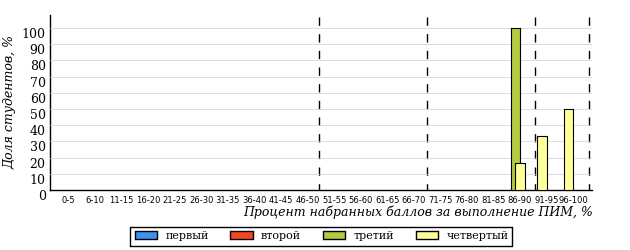 Доля студентов, %
100
90
80
70
60
50
40
30
20
10
0
0-5 6-10 11-15 16-20 21-25 26-30 31-35 36-40 41-45 46-50 51-55 56-60 61-65 66-70 71-75 76-80 81-85 86-90 91-95 96-100
Процент набранных баллов за выполнение ПИМ, %
первый второй третий четвертый